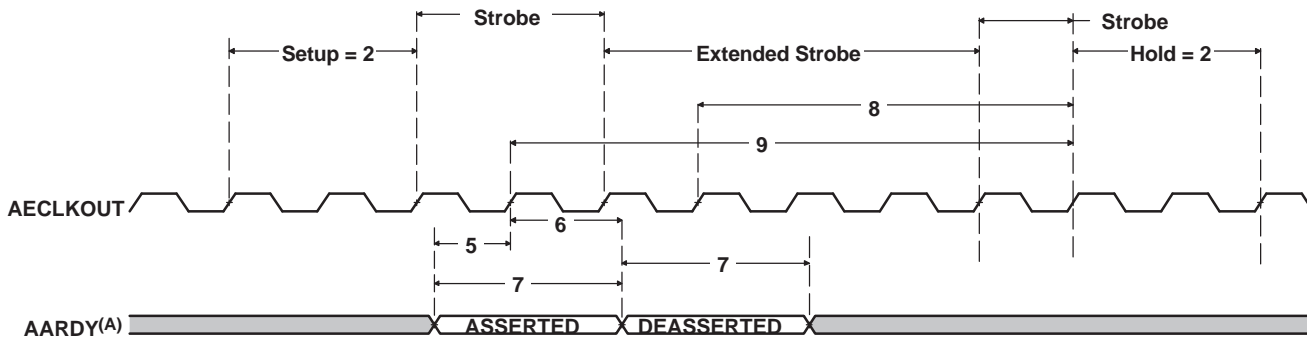 Strobe
Strobe
Setup = 2
Extended Strobe
Hold = 2
8
9
AECLKOUT
6
5
7
7
AARDY(A)
ASSERTED
DEASSERTED